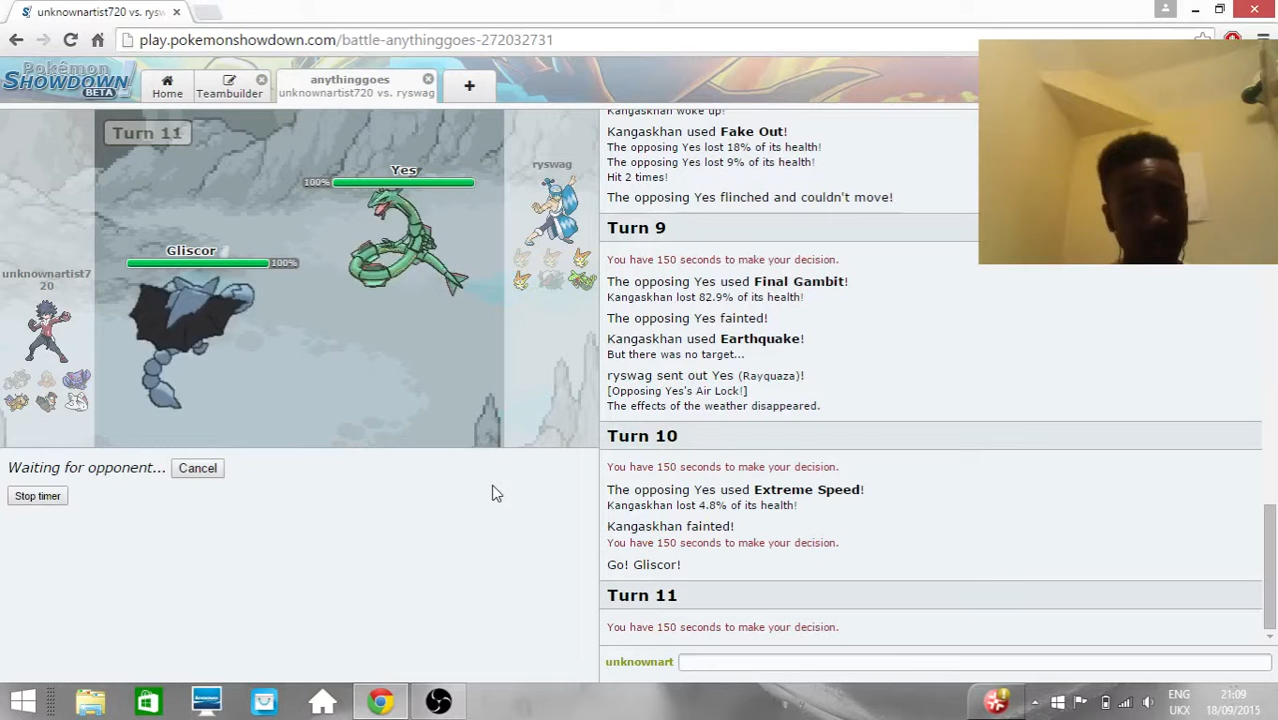 unknownartist720 vs. rysw
play.pokemonshowdown.com/battle-anythinggoes-272032731
Pokémon
SHOWDOWN
BETA
Home
Teambuilder
anythinggoes
unknownartist720 vs. ryswag
Turn 11
Yes
100%
Gliscor
100%
unknownartist7
20
ryswag
Waiting for opponent... Cancel
Stop timer
Kangaskhan woke up!
Kangaskhan used Fake Out!
The opposing Yes lost 18% of its health!
The opposing Yes lost 9% of its health!
Hit 2 times!
The opposing Yes flinched and couldn't move!
Turn 9
You have 150 seconds to make your decision.
The opposing Yes used Final Gambit!
Kangaskhan lost 82.9% of its health!
The opposing Yes fainted!
Kangaskhan used Earthquake!
But there was no target...
ryswag sent out Yes (Rayquaza)!
[Opposing Yes's Air Lock!]
The effects of the weather disappeared.
Turn 10
You have 150 seconds to make your decision.
The opposing Yes used Extreme Speed!
Kangaskhan lost 4.8% of its health!
Kangaskhan fainted!
You have 150 seconds to make your decision.
Go! Gliscor!
Turn 11
You have 150 seconds to make your decision.
unknownart
ENG
UKX
21:09
18/09/2015